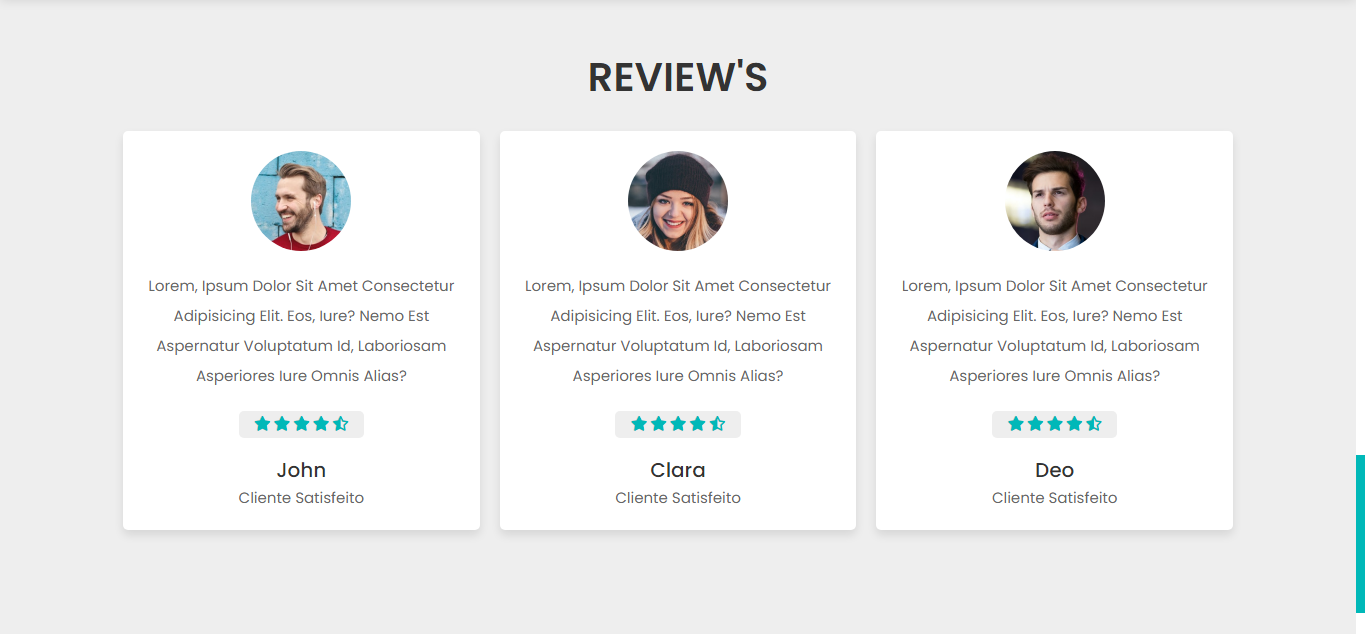 REVIEW'S
Lorem, Ipsum Dolor Sit Amet Consectetur
Adipisicing Elit. Eos, Iure? Nemo Est
Aspernatur Voluptatum Id, Laboriosam
Asperiores Iure Omnis Alias?
John
Cliente Satisfeito
Lorem, Ipsum Dolor Sit Amet Consectetur
Adipisicing Elit. Eos, Iure? Nemo Est
Aspernatur Voluptatum Id, Laboriosam
Asperiores Iure Omnis Alias?
Clara
Cliente Satisfeito
Lorem, Ipsum Dolor Sit Amet Consectetur
Adipisicing Elit. Eos, Iure? Nemo Est
Aspernatur Voluptatum Id, Laboriosam
Asperiores Iure Omnis Alias?
Deo
Cliente Satisfeito